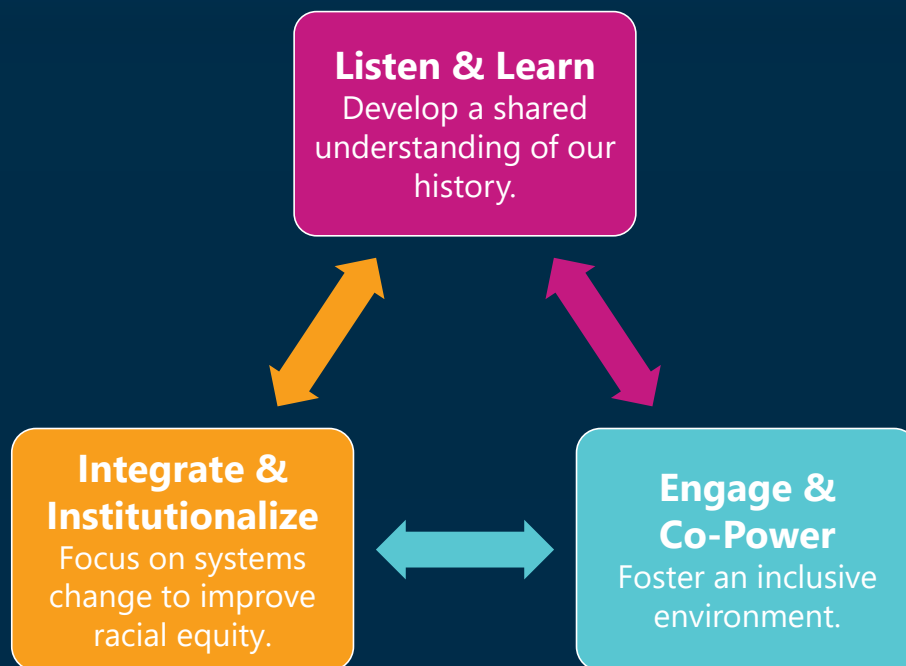 Listen & Learn
Develop a shared
understanding of our
history.
Integrate &
Institutionalize
Focus on systems
change to improve
racial equity.
Engage &
Co-Power
Foster an inclusive
environment.